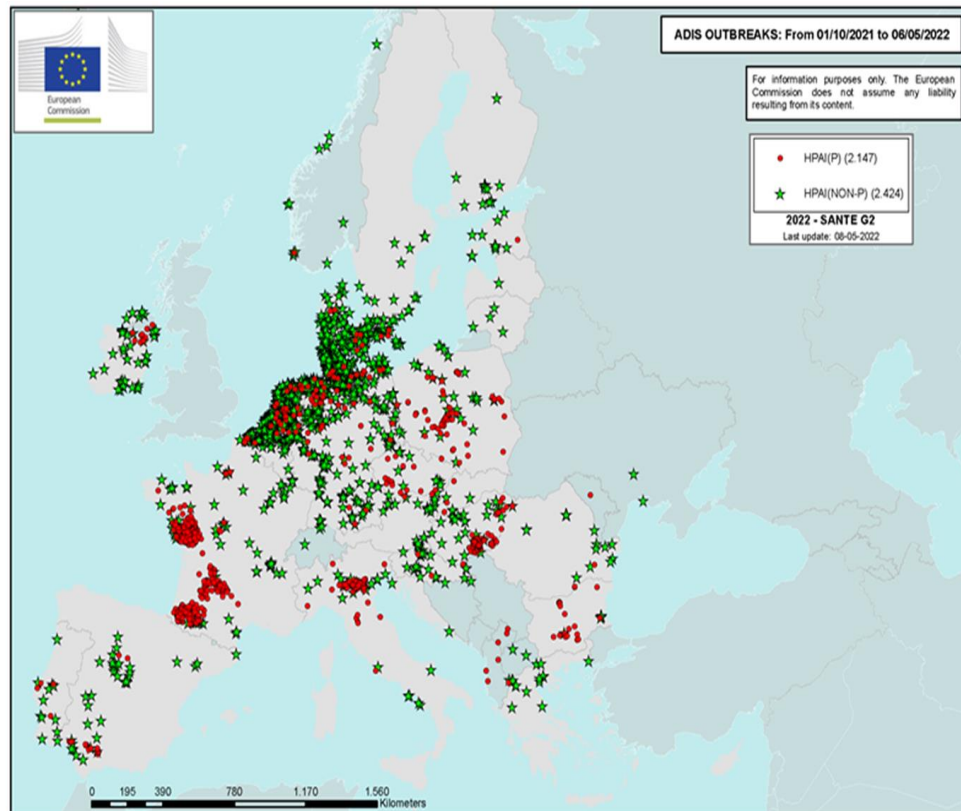 European
Commission
ADIS OUTBREAKS: From 01/10/2021 to 06/05/2022
For information purposes only. The European
Commission does not assume any liability
resulting from its content.
HPAI(P) (2.147)
HPAI(NON-P) (2.424)
2022 - SANTE G2
Last update: 08-05-2022
0 195 390 780 1.170 1.560
Kilometers